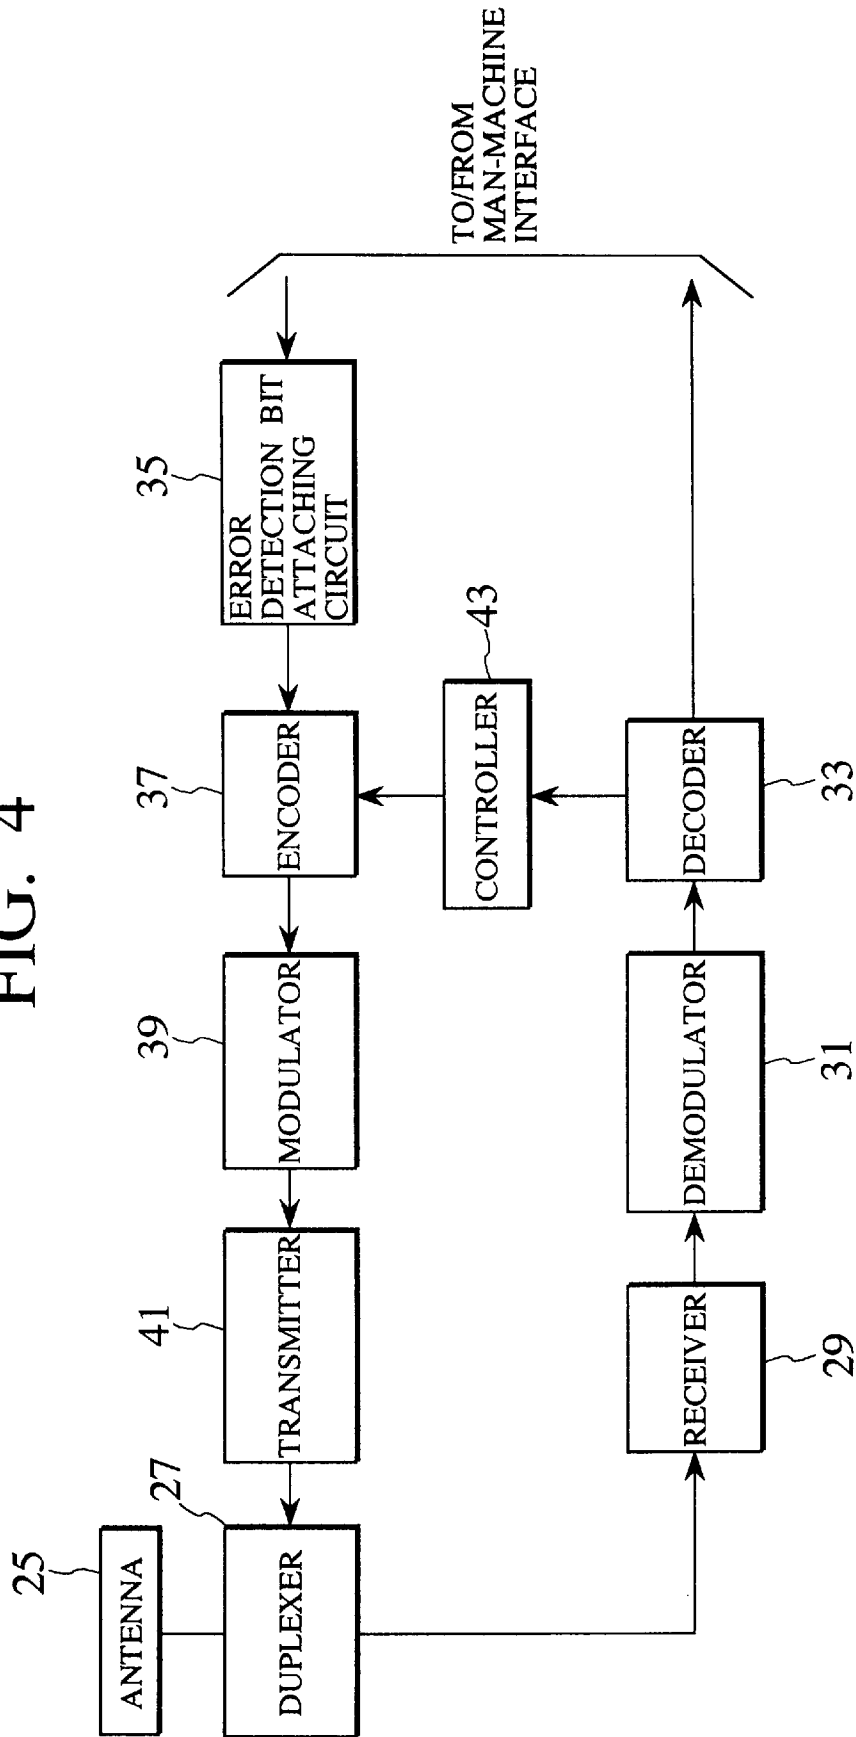 FIG. 4
25
ANTENNA
27
DUPLEXER
41
TRANSMITTER
39
MODULATOR
37
ENCODER
35
ERROR
DETECTION BIT
ATTACHING
CIRCUIT
43
CONTROLLER
TO/FROM
MAN-MACHINE
INTERFACE
RECEIVER
29
DEMODULATOR
31
DECODER
33